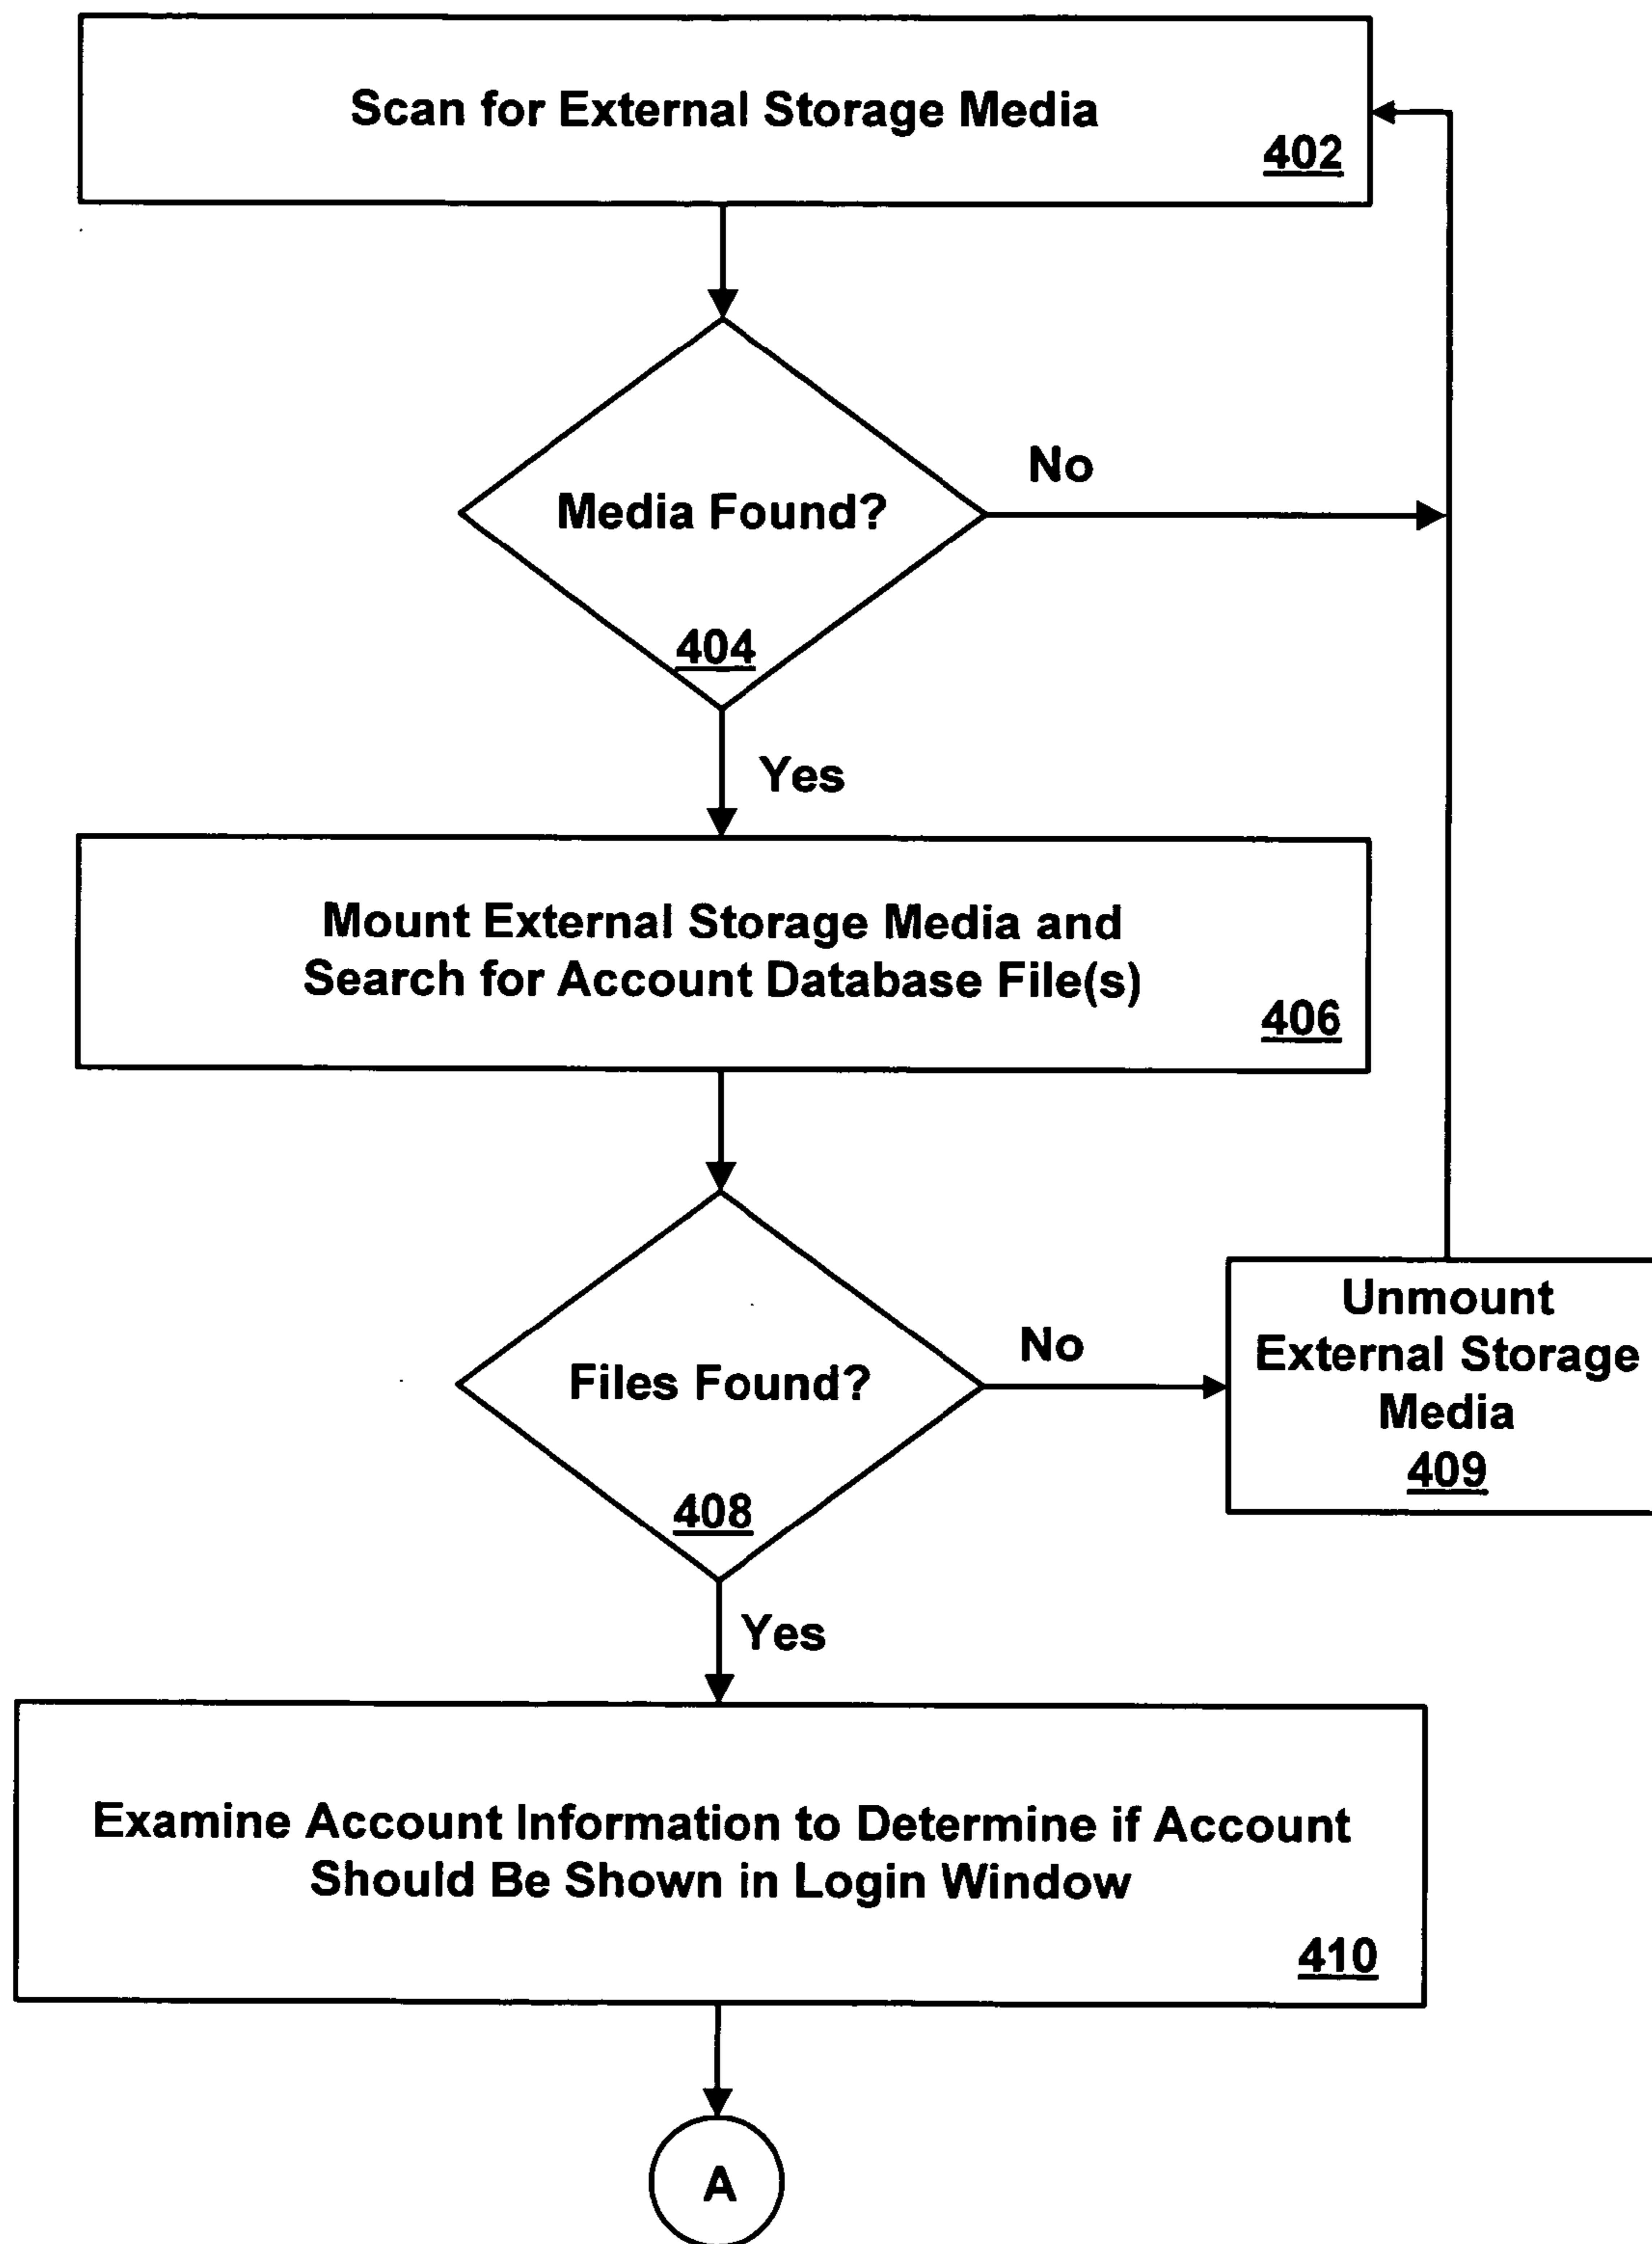 Scan for External Storage Media
402
Media Found?
No
404
Yes
Mount External Storage Media and
Search for Account Database File(s)
406
Files Found?
No
408
Unmount
External Storage
Media
409
Yes
Examine Account Information to Determine if Account
Should Be Shown in Login Window
410
A